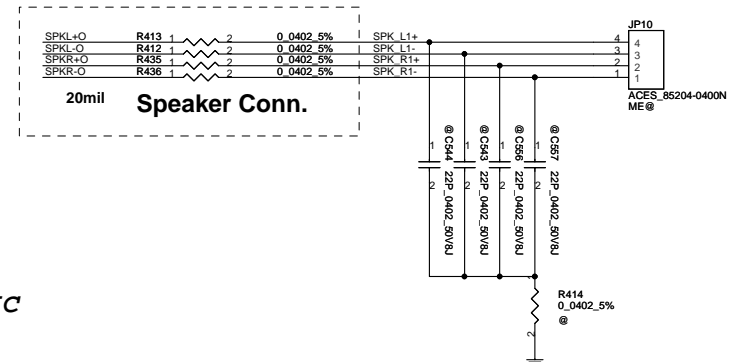 SPKL+O R413 1 2 0_0402_5% SPK_L1+ 4 4
SPKL-O R412 1 2 0_0402_5% SPK_L1- 3 3
SPKR+O R435 1 2 0_0402_5% SPK_R1+ 2 2
SPKR-O R436 1 2 0_0402_5% SPK_R1- 1 1
JP10
ACES_85204-0400N
ME@
20mil
Speaker Conn.
1 2 @ C544 22P_0402_50V8J
1 2 @ C543 22P_0402_50V8J
1 2 @ C556 22P_0402_50V8J
1 2 @ C557 22P_0402_50V8J
R414
0_0402_5%
@
2